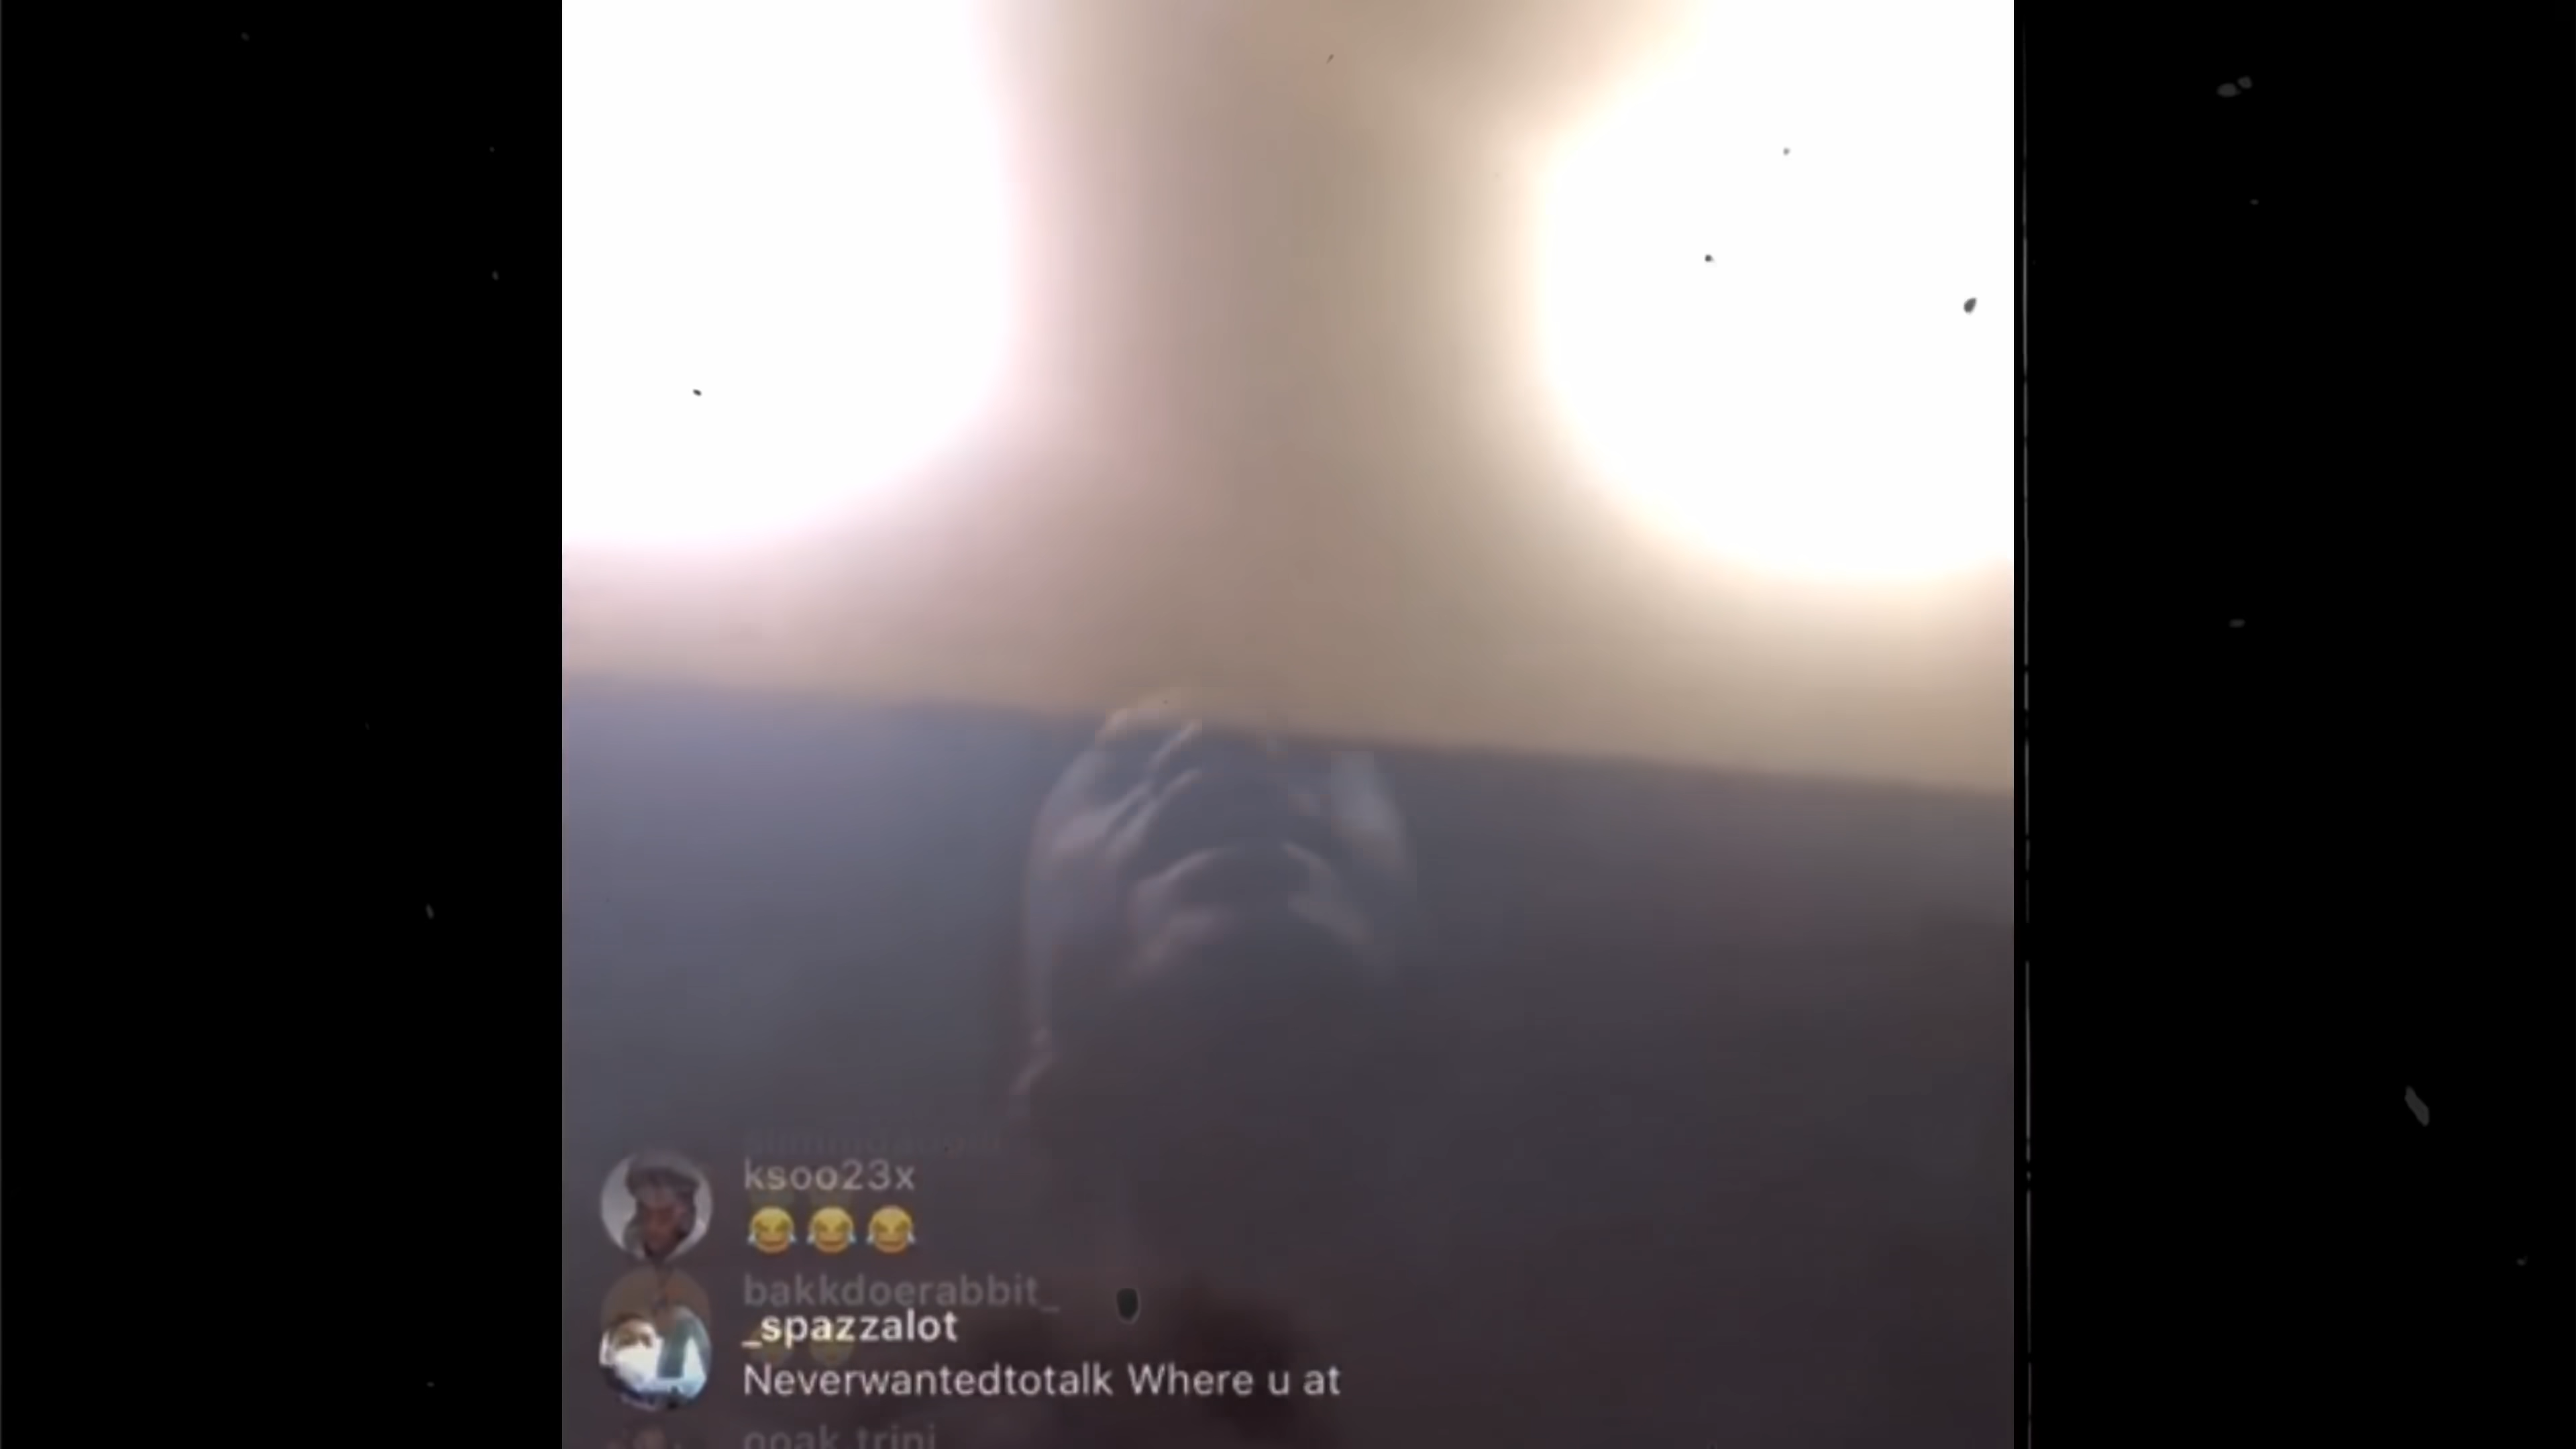 ksoo23x
😂😂😂
bakkdoerabbit_
_spazzalot
Neverwantedtotalk Where u at